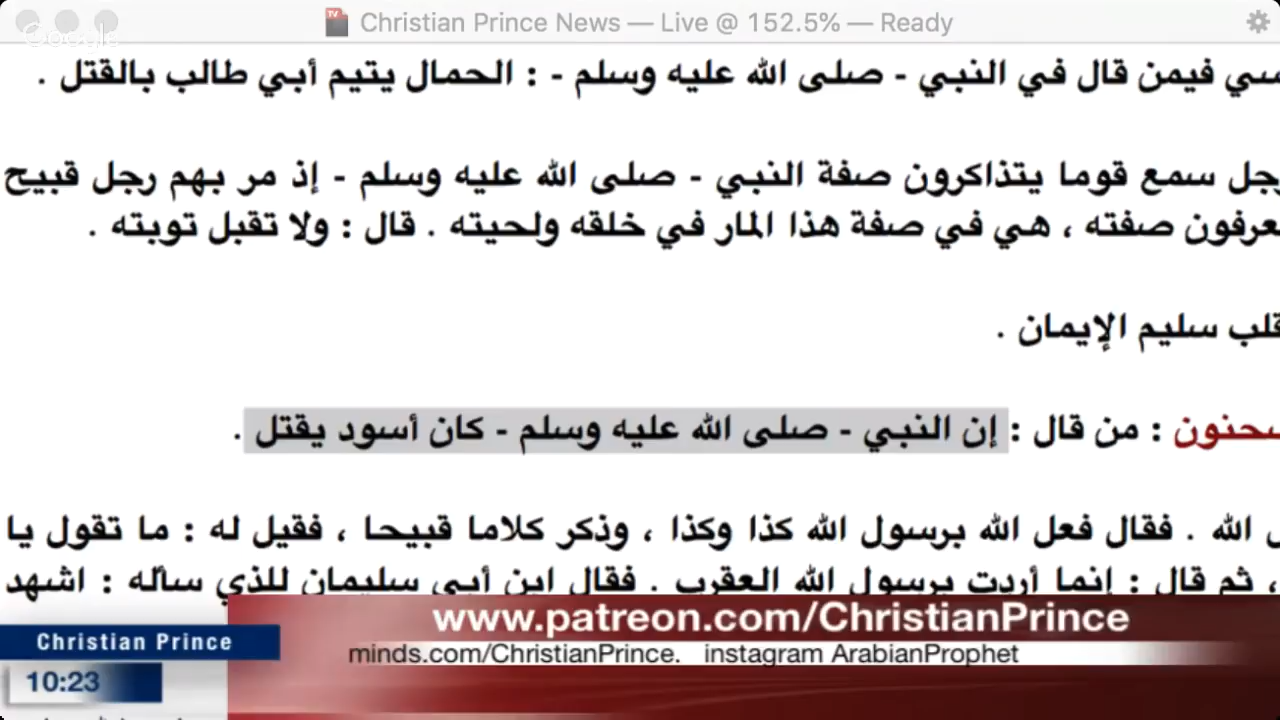 Google
Christian Prince News — Live @ 152.5% — Ready
فيمن قال في النبي - صلى الله عليه وسلم - : الحمال يتيم أبي طالب بالقتل .
سمع قوما يتذاكرون صفة النبي - صلى الله عليه وسلم - إذ مر بهم رجل قبيح
صفته ، هي في صفة هذا المار في خلقه ولحيته . قال : ولا تقبل توبته .
سليم الإيمان .
: من قال : إن النبي - صلى الله عليه وسلم - كان أسود يقتل .
الله . فقال فعل الله برسول الله كذا وكذا ، وذكر كلاما قبيحا ، فقيل له : ما تقول يا
، ثم قال : إنما أردت برسول الله العقرب . فقال ابن أبي سليمان للذي سأله : اشهد
www.patreon.com/ChristianPrince
Christian Prince
minds.com/ChristianPrince. instagram ArabianProphet
10:23